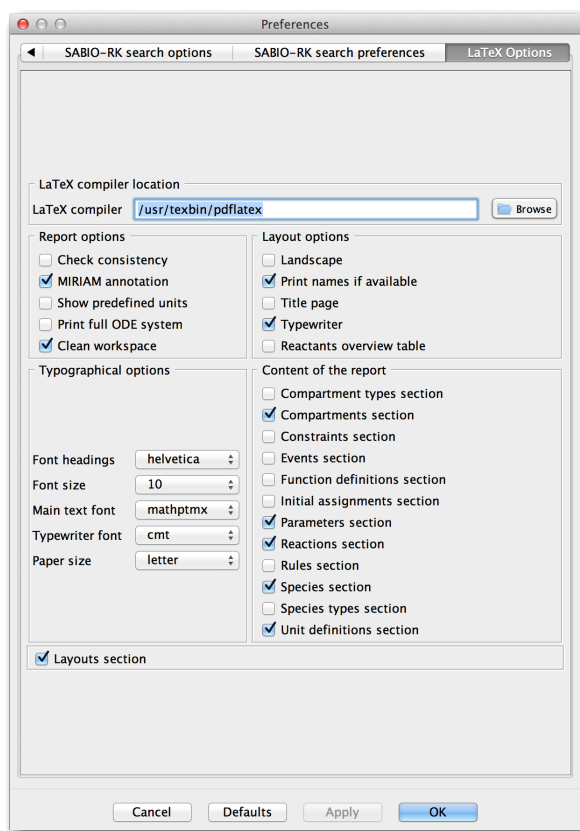 Preferences
SABIO-RK search options SABIO-RK search preferences LaTeX Options
LaTeX compiler location
LaTeX compiler /usr/texbin/pdflatex Browse
Report options
Check consistency
MIRIAM annotation
Show predefined units
Print full ODE system
Clean workspace
Layout options
Landscape
Print names if available
Title page
Typewriter
Reactants overview table
Typographical options
Font headings helvetica
Font size 10
Main text font mathptmx
Typewriter font cmt
Paper size letter
Content of the report
Compartment types section
Compartments section
Constraints section
Events section
Function definitions section
Initial assignments section
Parameters section
Reactions section
Rules section
Species section
Species types section
Unit definitions section
Layouts section
Cancel Defaults Apply OK